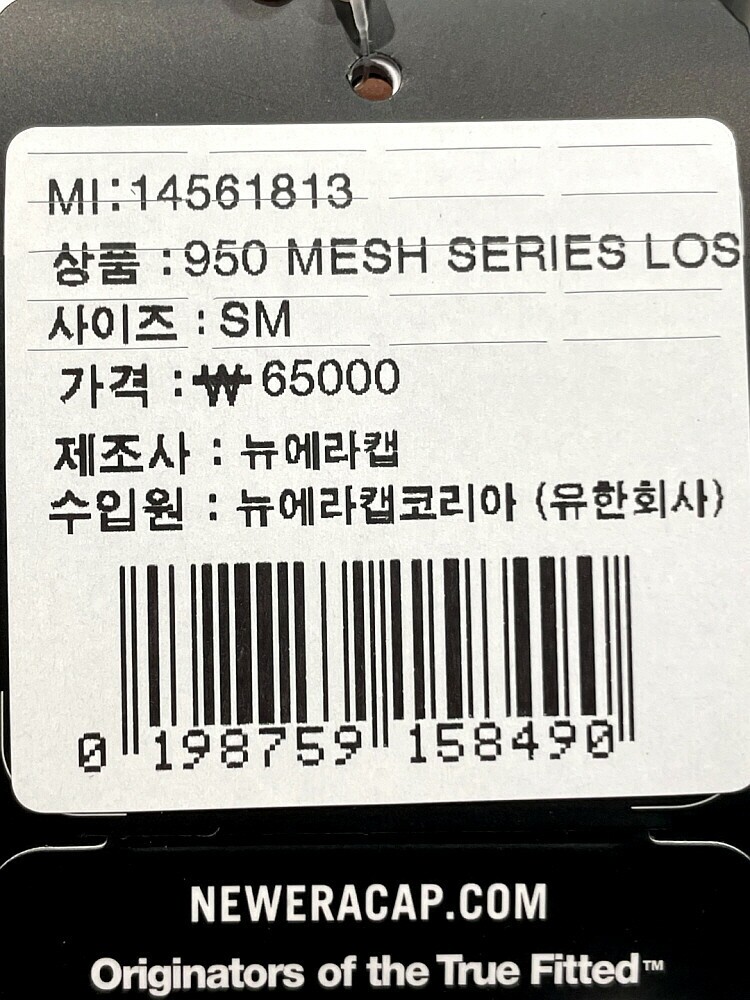 MI:14561813
상품 :950 MESH SERIES LOS
사이즈 : SM
가격 :₩65000
제조사 : 뉴에라캡
수입원 : 뉴에라캡코리아 (유한회사)
0 198759 158490
NEWERACAP.COM
Originators of the True Fitted™